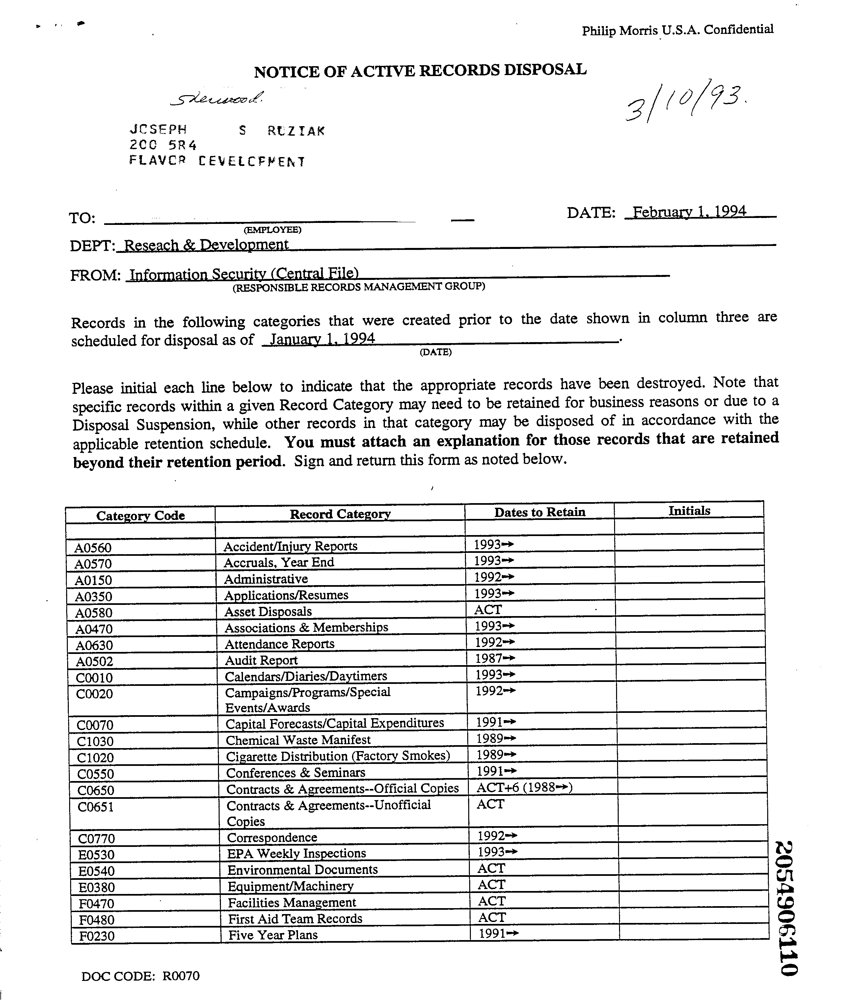 Philip Morris U.S.A. Confidential
NOTICE OF ACTIVE RECORDS DISPOSAL
Sherwood.
3/10/93.
JOSEPH S RUZIAK
200 5R4
FLAVOR DEVELOPMENT
TO:
DATE: February 1, 1994
(EMPLOYEE)
DEPT: Reseach & Development
FROM: Information Security (Central File)
(RESPONSIBLE RECORDS MANAGEMENT GROUP)
Records in the following categories that were created prior to the date shown in column three are
scheduled for disposal as of January 1, 1994.
(DATE)
Please initial each line below to indicate that the appropriate records have been destroyed. Note that
specific records within a given Record Category may need to be retained for business reasons or due to a
Disposal Suspension, while other records in that category may be disposed of in accordance with the
applicable retention schedule. You must attach an explanation for those records that are retained
beyond their retention period. Sign and return this form as noted below.
Category Code Record Category Dates to Retain Initials
A0560 Accident/Injury Reports 1993→
A0570 Accruals, Year End 1993→
A0150 Administrative 1992→
A0350 Applications/Resumes 1993→
A0580 Asset Disposals ACT
A0470 Associations & Memberships 1993→
A0630 Attendance Reports 1992→
A0502 Audit Report 1987→
C0010 Calendars/Diaries/Daytimers 1993→
C0020 Campaigns/Programs/Special 1992→
Events/Awards
C0070 Capital Forecasts/Capital Expenditures 1991→
C1030 Chemical Waste Manifest 1989→
C1020 Cigarette Distribution (Factory Smokes) 1989→
C0550 Conferences & Seminars 1991→
C0650 Contracts & Agreements--Official Copies ACT+6 (1988→)
C0651 Contracts & Agreements--Unofficial ACT
Copies
C0770 Correspondence 1992→
E0530 EPA Weekly Inspections 1993→
E0540 Environmental Documents ACT
E0380 Equipment/Machinery ACT
F0470 Facilities Management ACT
F0480 First Aid Team Records ACT
F0230 Five Year Plans 1991→
2054906110
DOC CODE: R0070